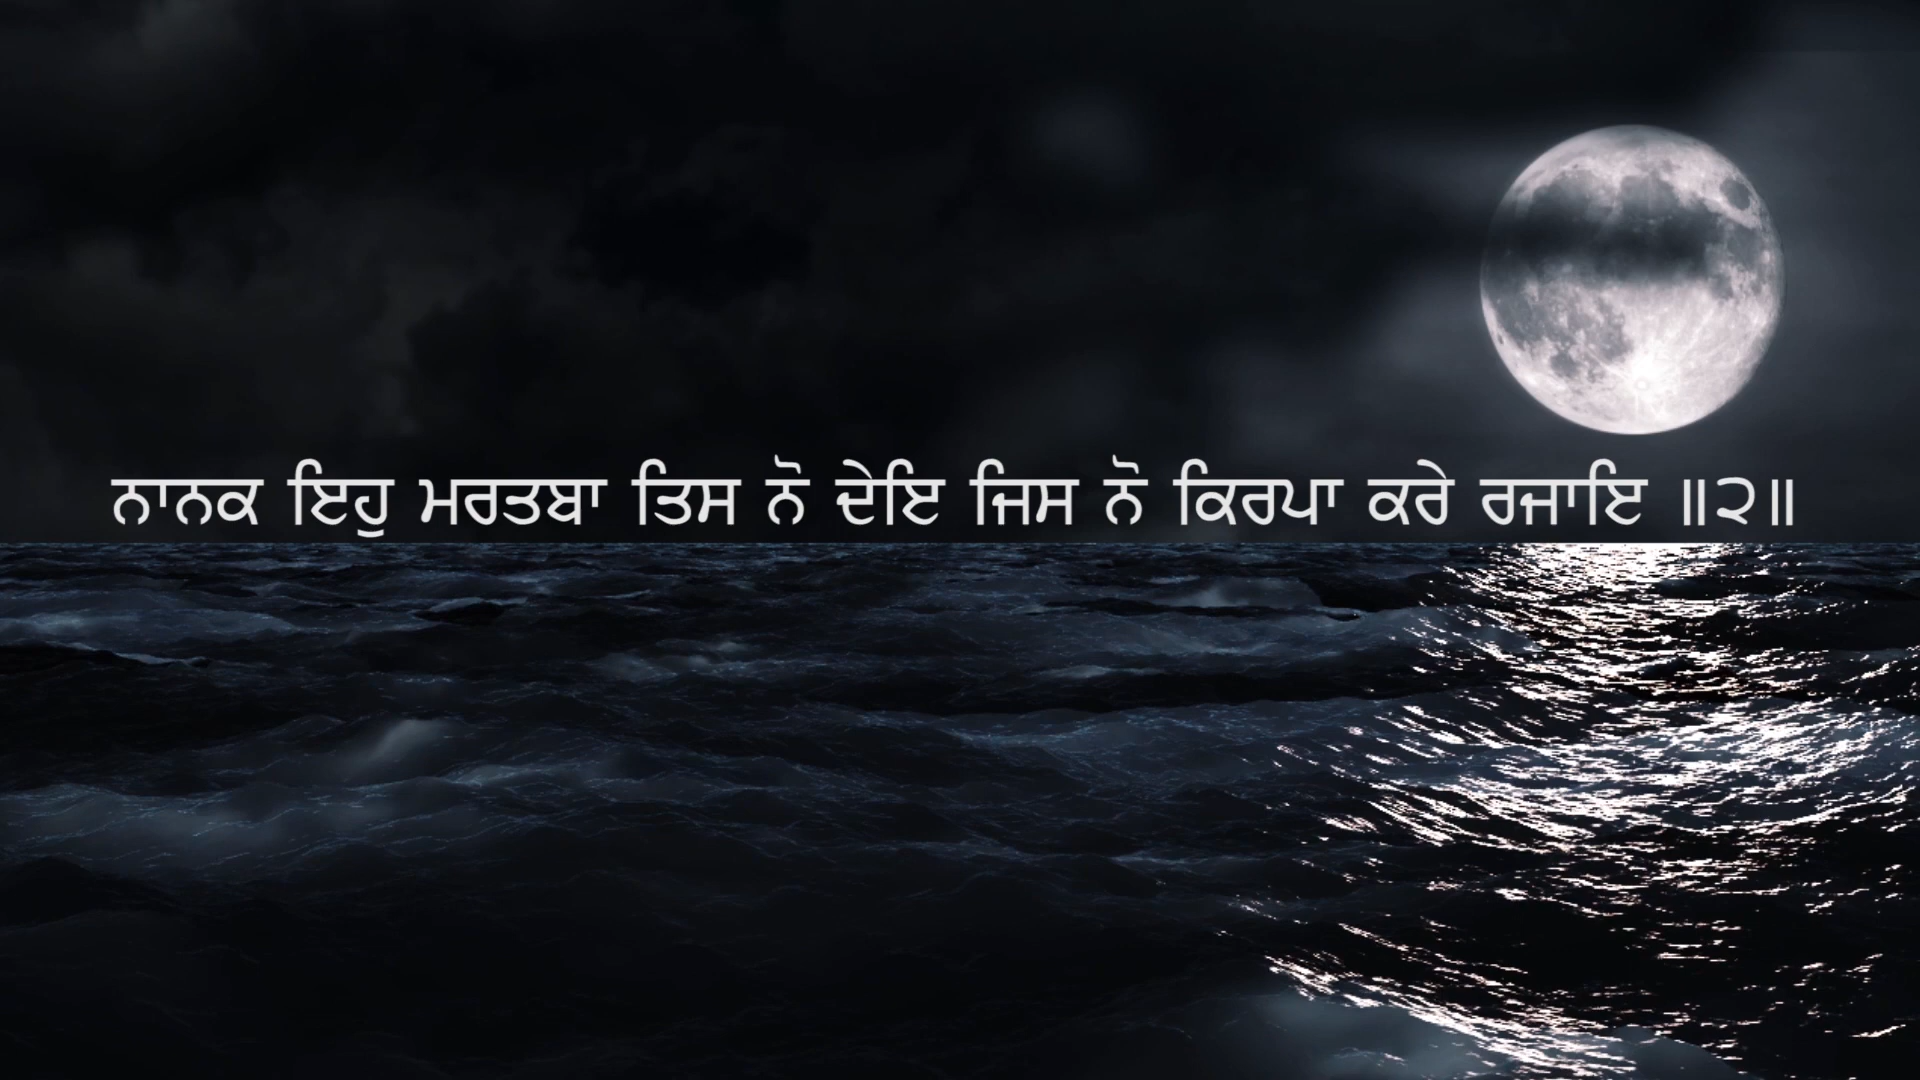 ਨਾਨਕ ਇਹੁ ਮਰਤਬਾ ਤਿਸ ਨੋ ਦੇਇ ਜਿਸ ਨੋ ਕਿਰਪਾ ਕਰੇ ਰਜਾਇ ॥੨॥